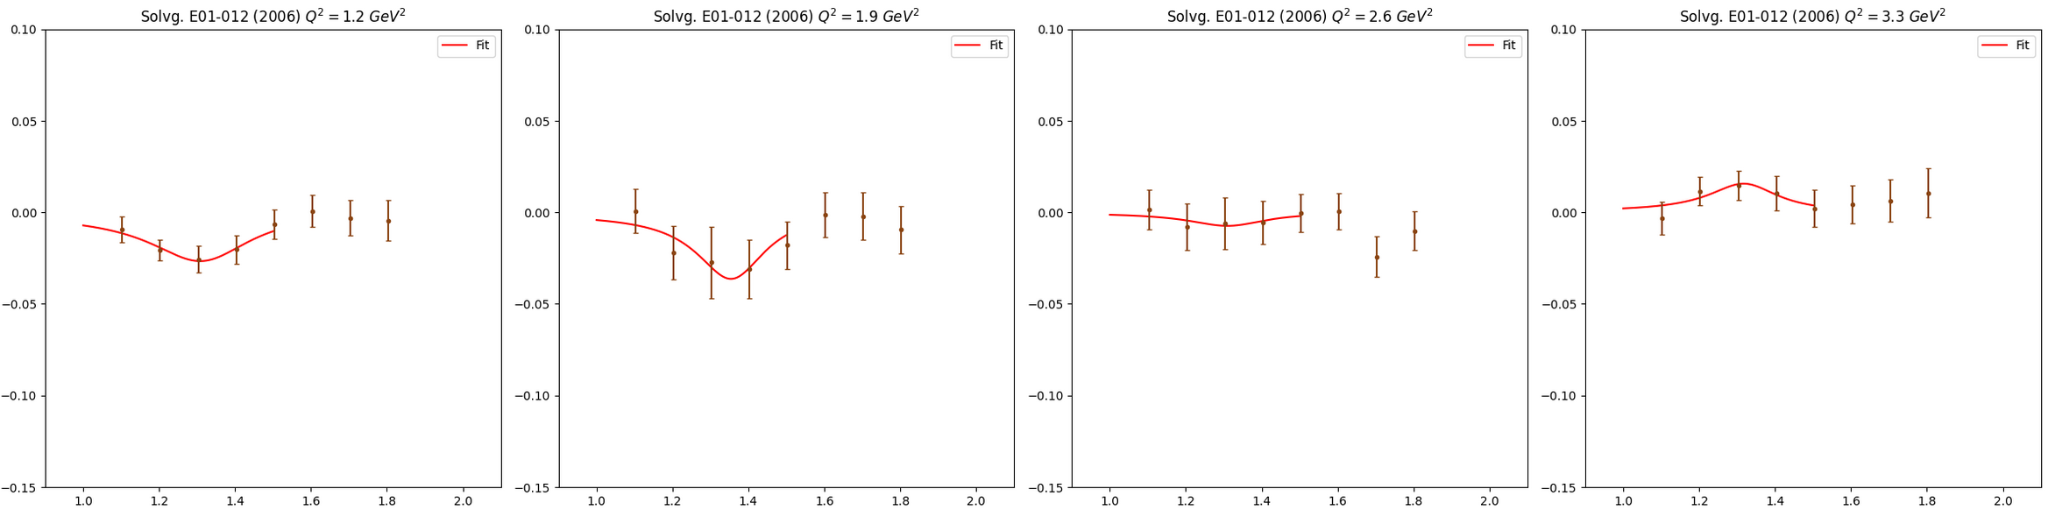 Solvg. E01-012 (2006) Q² = 1.2 GeV²
Fit
0.10
0.05
0.00
−0.05
−0.10
−0.15
1.0 1.2 1.4 1.6 1.8 2.0
Solvg. E01-012 (2006) Q² = 1.9 GeV²
Fit
0.10
0.05
0.00
−0.05
−0.10
−0.15
1.0 1.2 1.4 1.6 1.8 2.0
Solvg. E01-012 (2006) Q² = 2.6 GeV²
Fit
0.10
0.05
0.00
−0.05
−0.10
−0.15
1.0 1.2 1.4 1.6 1.8 2.0
Solvg. E01-012 (2006) Q² = 3.3 GeV²
Fit
0.10
0.05
0.00
−0.05
−0.10
−0.15
1.0 1.2 1.4 1.6 1.8 2.0